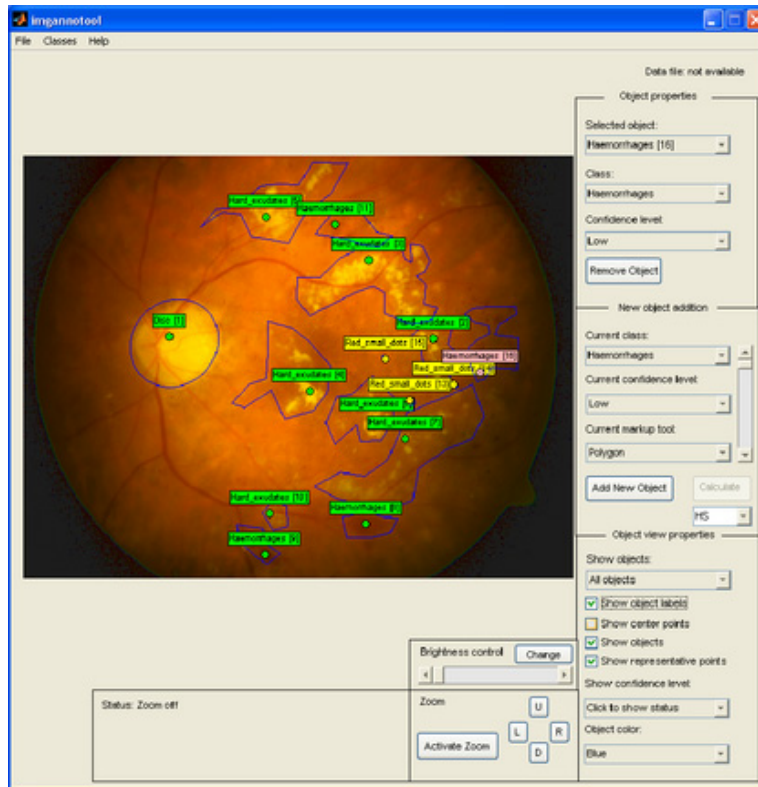 imgannotool
File Classes Help
Data file: not available
Object properties
Selected object:
Haemorrhages [16]
Class:
Haemorrhages
Confidence level:
Low
Remove Object
New object addition
Current class:
Haemorrhages
Current confidence level:
Low
Current markup tool:
Polygon
Add New Object Calculate
HS
Object view properties
Show objects:
All objects
Show object labels
Show center points
Show objects
Show representative points
Show confidence level:
Click to show status
Object color:
Blue
Hard_exudates
Haemorrhages [11]
Hard_exudates [3]
Disc [1]
Hard_exudates [2]
Red_small_dots [15]
Haemorrhages [16]
Red_small_dots
Hard_exudates [4]
Red_small_dots [13]
Hard_exudates
Hard_exudates [7]
Hard_exudates [10]
Haemorrhages [8]
Haemorrhages [9]
Brightness control Change
Status: Zoom off
Zoom
U
L R
D
Activate Zoom